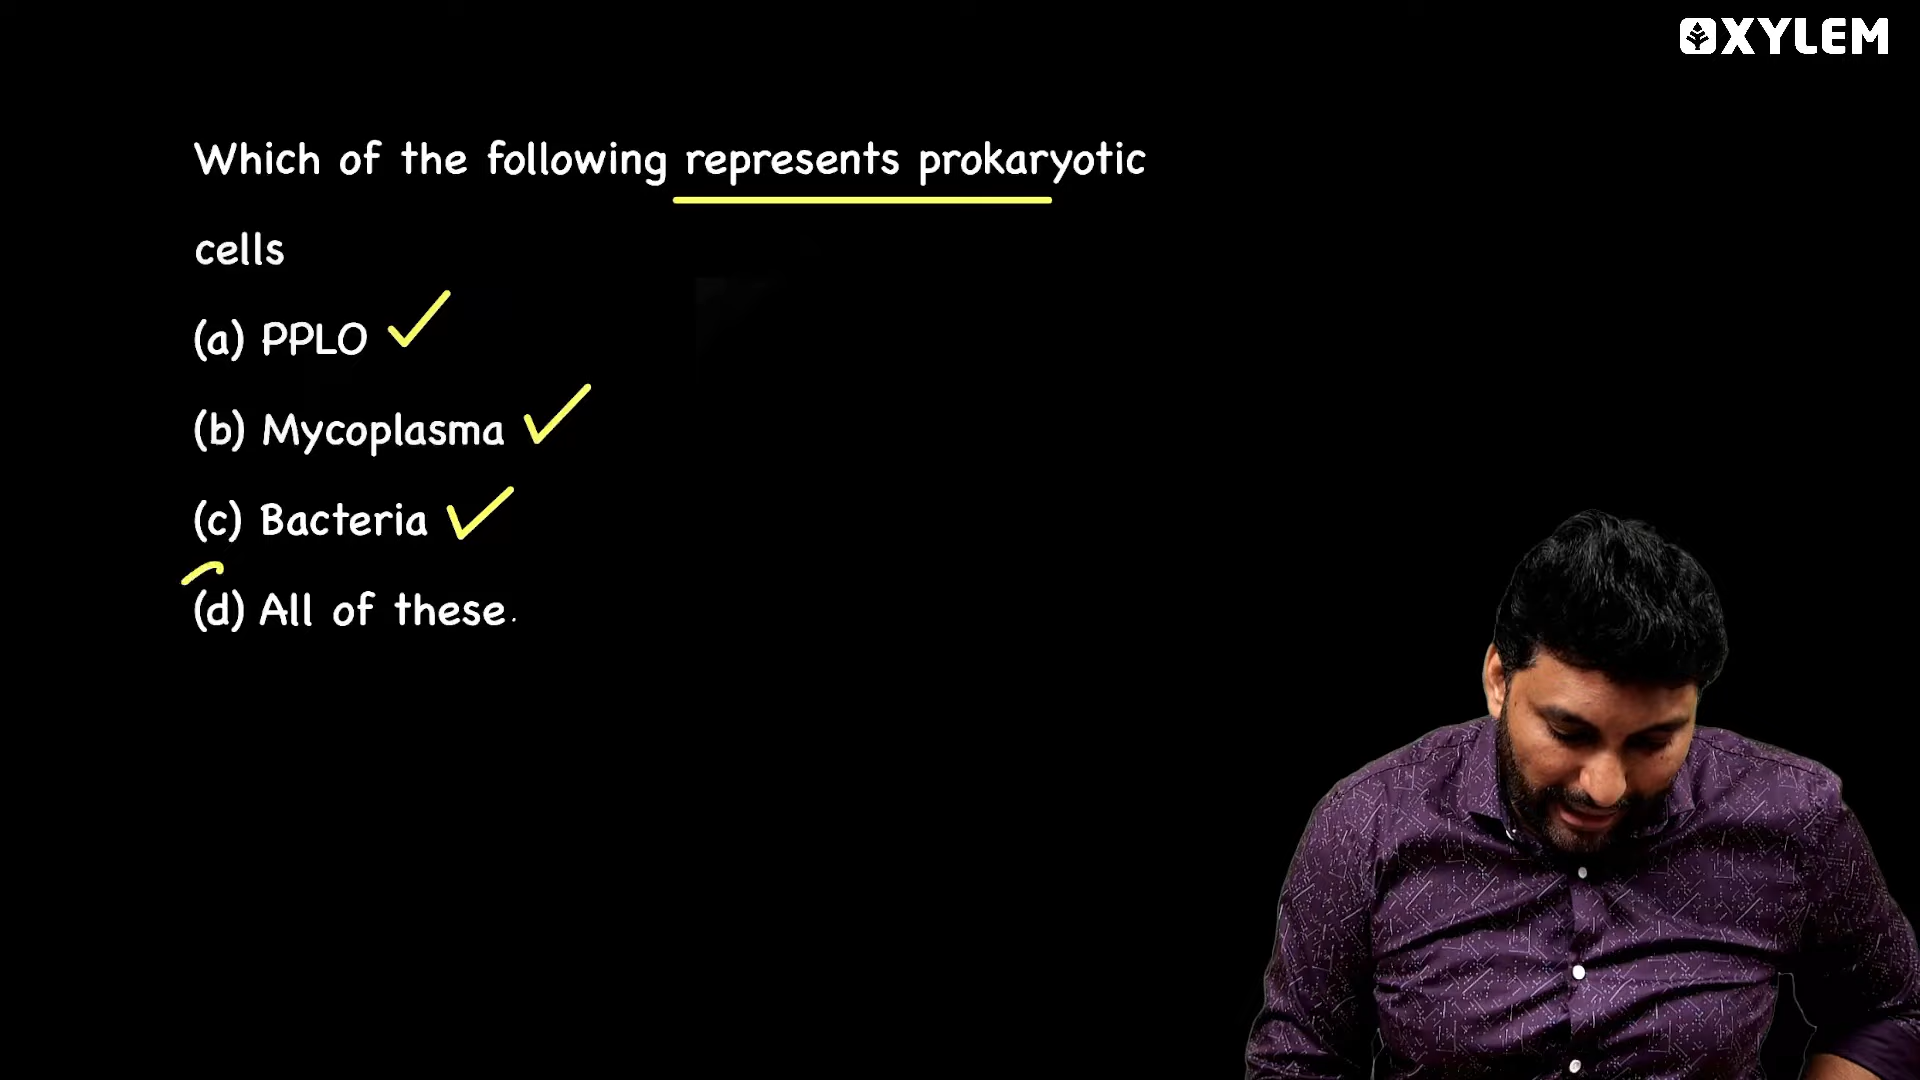 XYLEM
Which of the following represents prokaryotic
cells
(a) PPLO
(b) Mycoplasma
(c) Bacteria
(d) All of these.